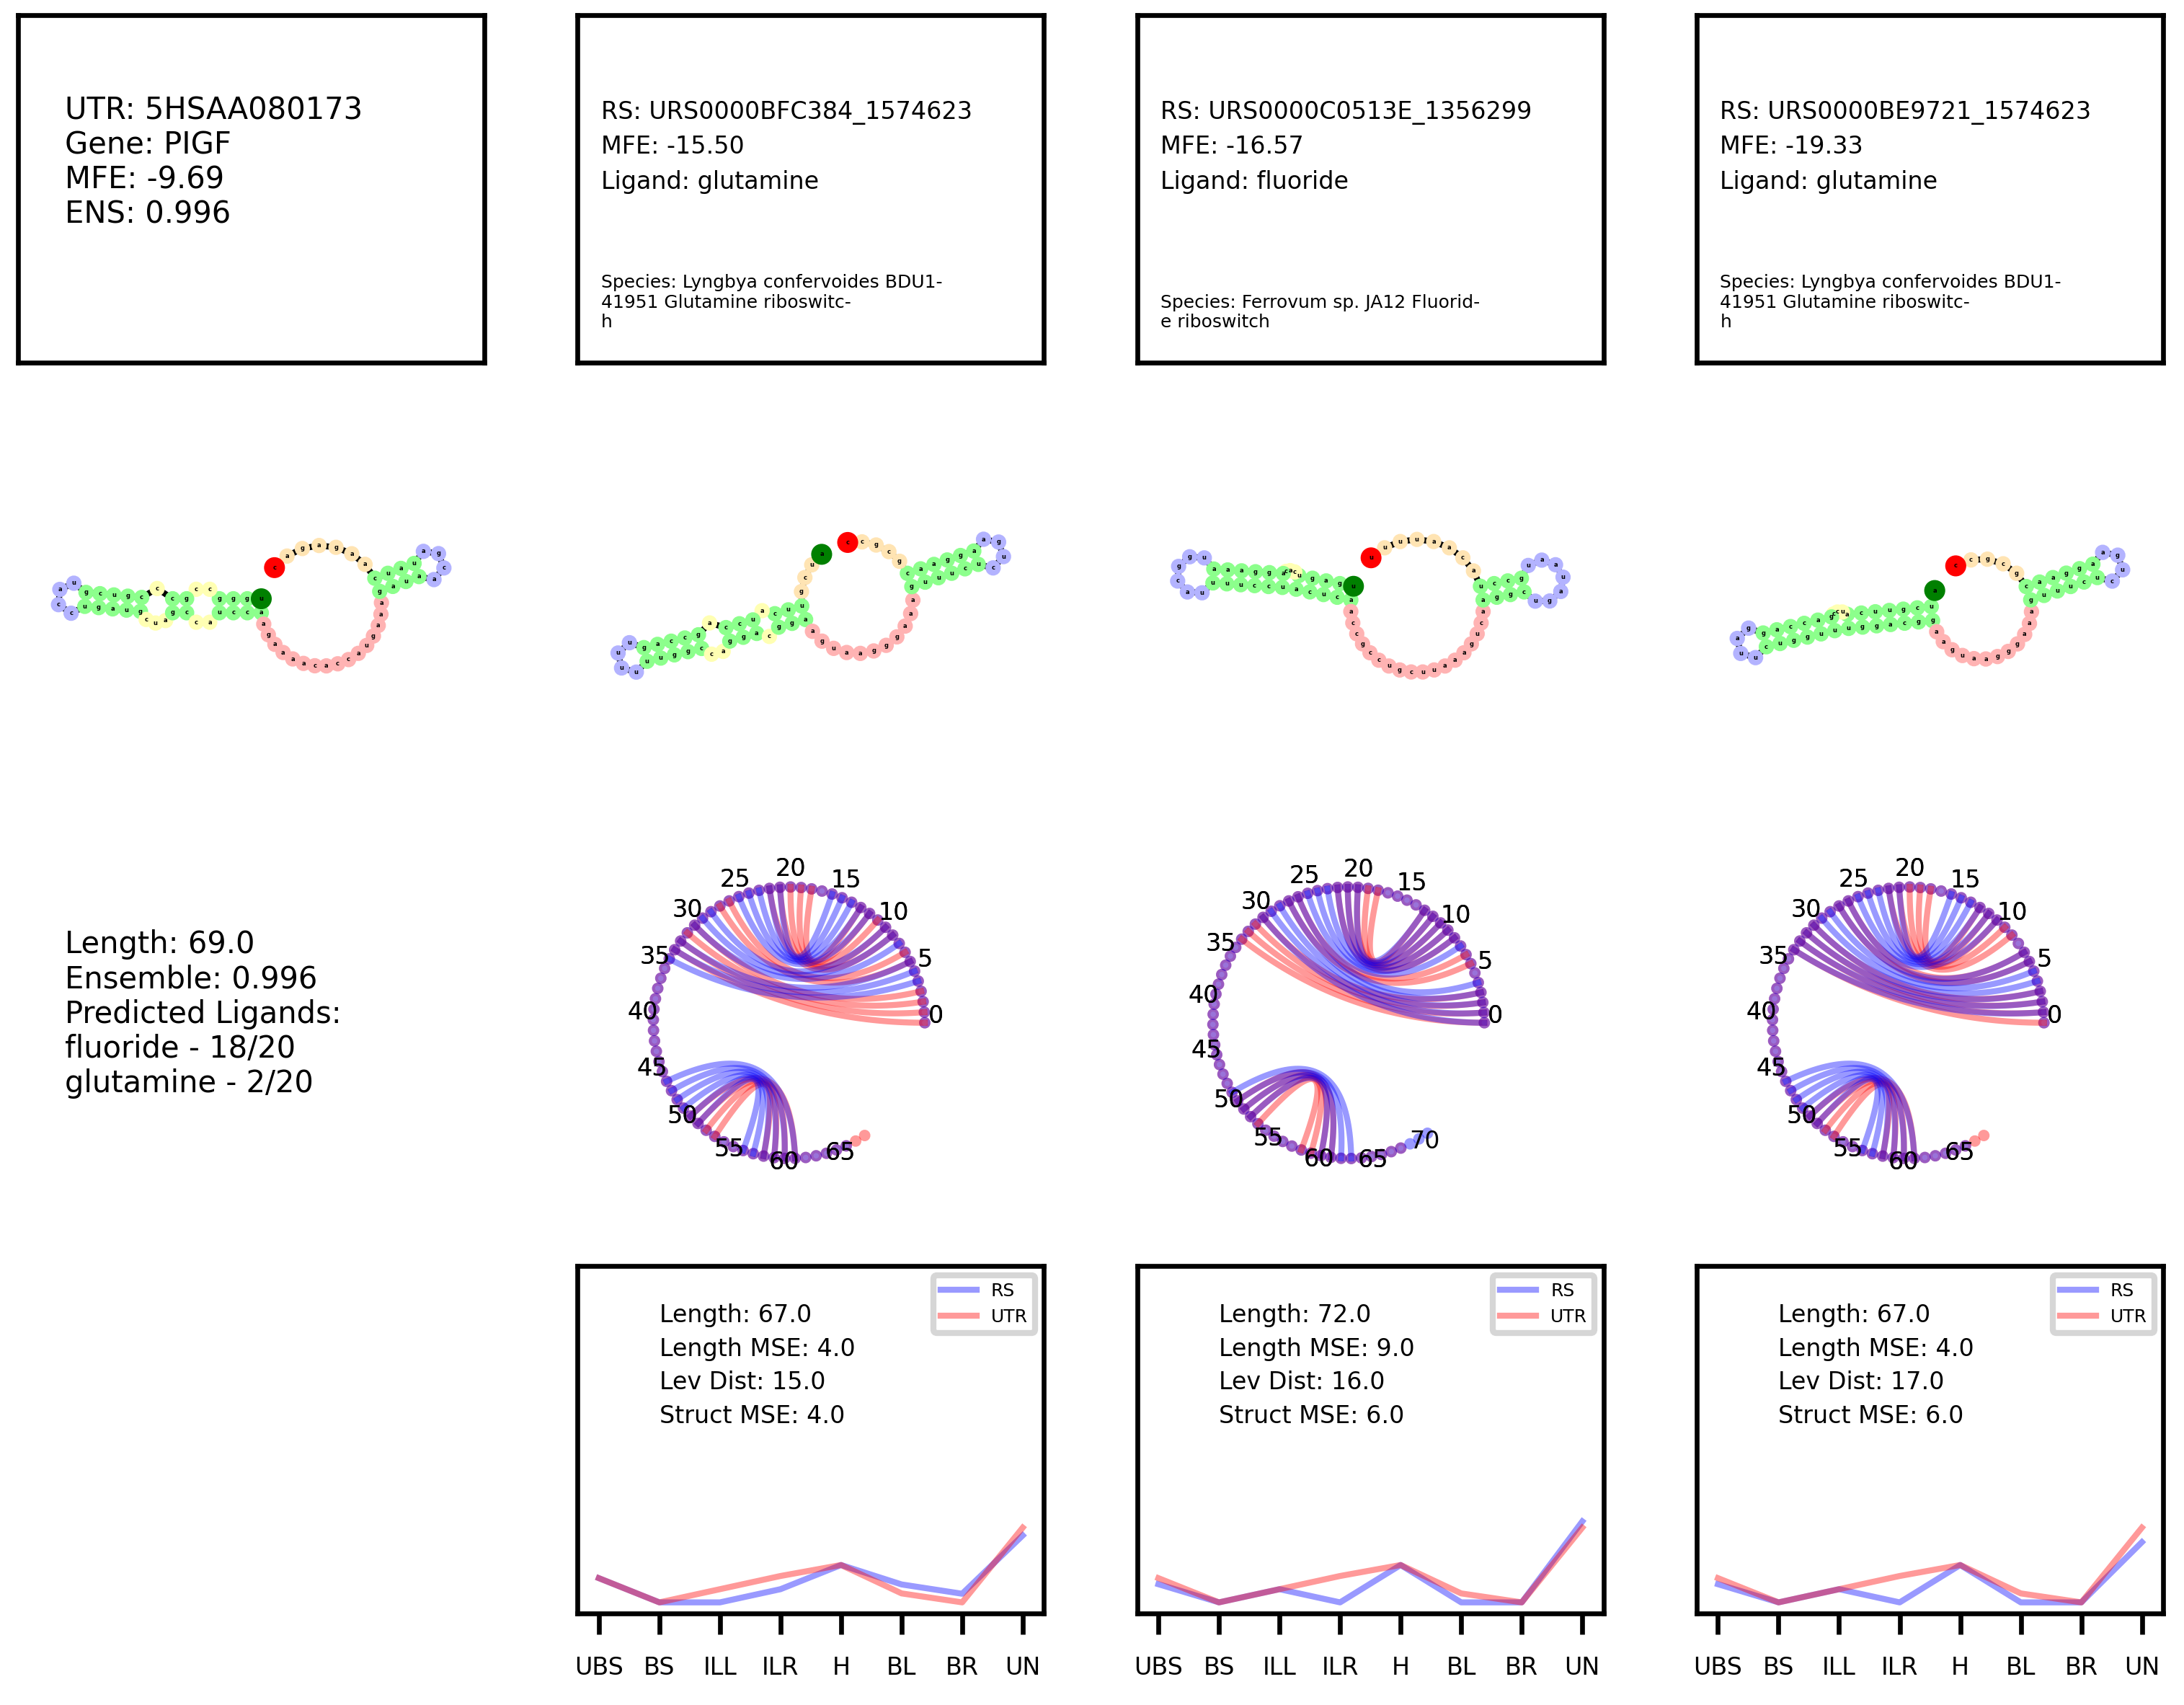 UTR: 5HSAA080173
Gene: PIGF
MFE: -9.69
ENS: 0.996
RS: URS0000BFC384_1574623
MFE: -15.50
Ligand: glutamine
Species: Lyngbya confervoides BDU1-
41951 Glutamine riboswitc-
h
RS: URS0000C0513E_1356299
MFE: -16.57
Ligand: fluoride
Species: Ferrovum sp. JA12 Fluorid-
e riboswitch
RS: URS0000BE9721_1574623
MFE: -19.33
Ligand: glutamine
Species: Lyngbya confervoides BDU1-
41951 Glutamine riboswitc-
h
Length: 69.0
Ensemble: 0.996
Predicted Ligands:
fluoride - 18/20
glutamine - 2/20
0 5 10 15 20 25 30 35 40 45 50 55 60 65
0 5 10 15 20 25 30 35 40 45 50 55 60 65 70
0 5 10 15 20 25 30 35 40 45 50 55 60 65
RS
UTR
Length: 67.0
Length MSE: 4.0
Lev Dist: 15.0
Struct MSE: 4.0
UBS BS ILL ILR H BL BR UN
RS
UTR
Length: 72.0
Length MSE: 9.0
Lev Dist: 16.0
Struct MSE: 6.0
UBS BS ILL ILR H BL BR UN
RS
UTR
Length: 67.0
Length MSE: 4.0
Lev Dist: 17.0
Struct MSE: 6.0
UBS BS ILL ILR H BL BR UN